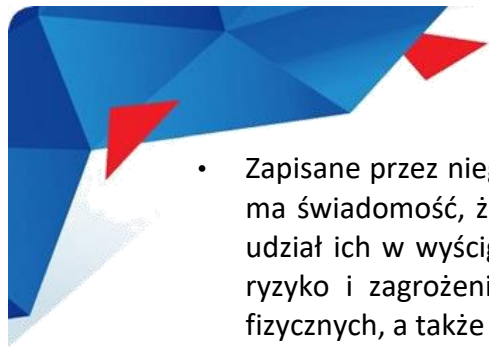 • Zapisane przez
ma świadomość,
udział ich w
ryzyko i
fizycznych, a także